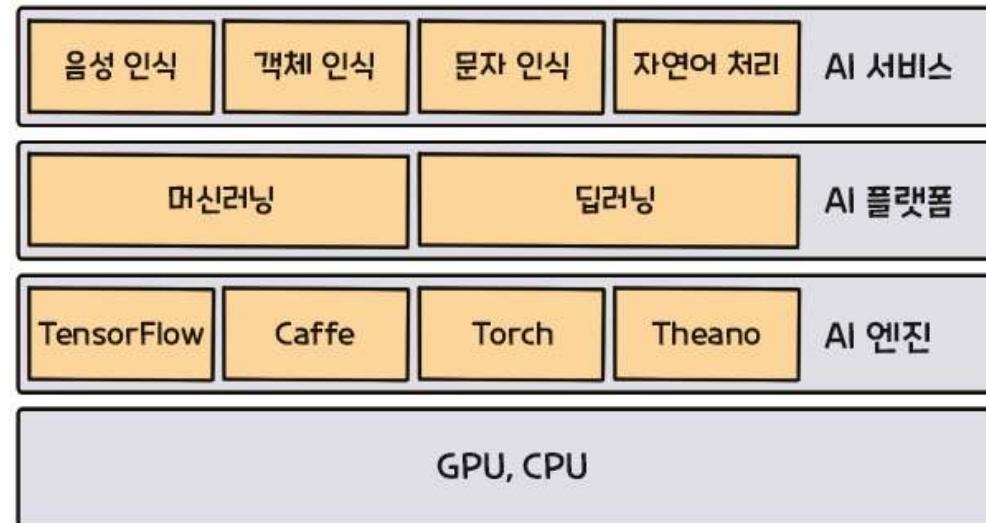 음성 인식
객체 인식
문자 인식
자연어 처리
AI 서비스
머신러닝
딥러닝
AI 플랫폼
TensorFlow
Caffe
Torch
Theano
AI 엔진
GPU, CPU